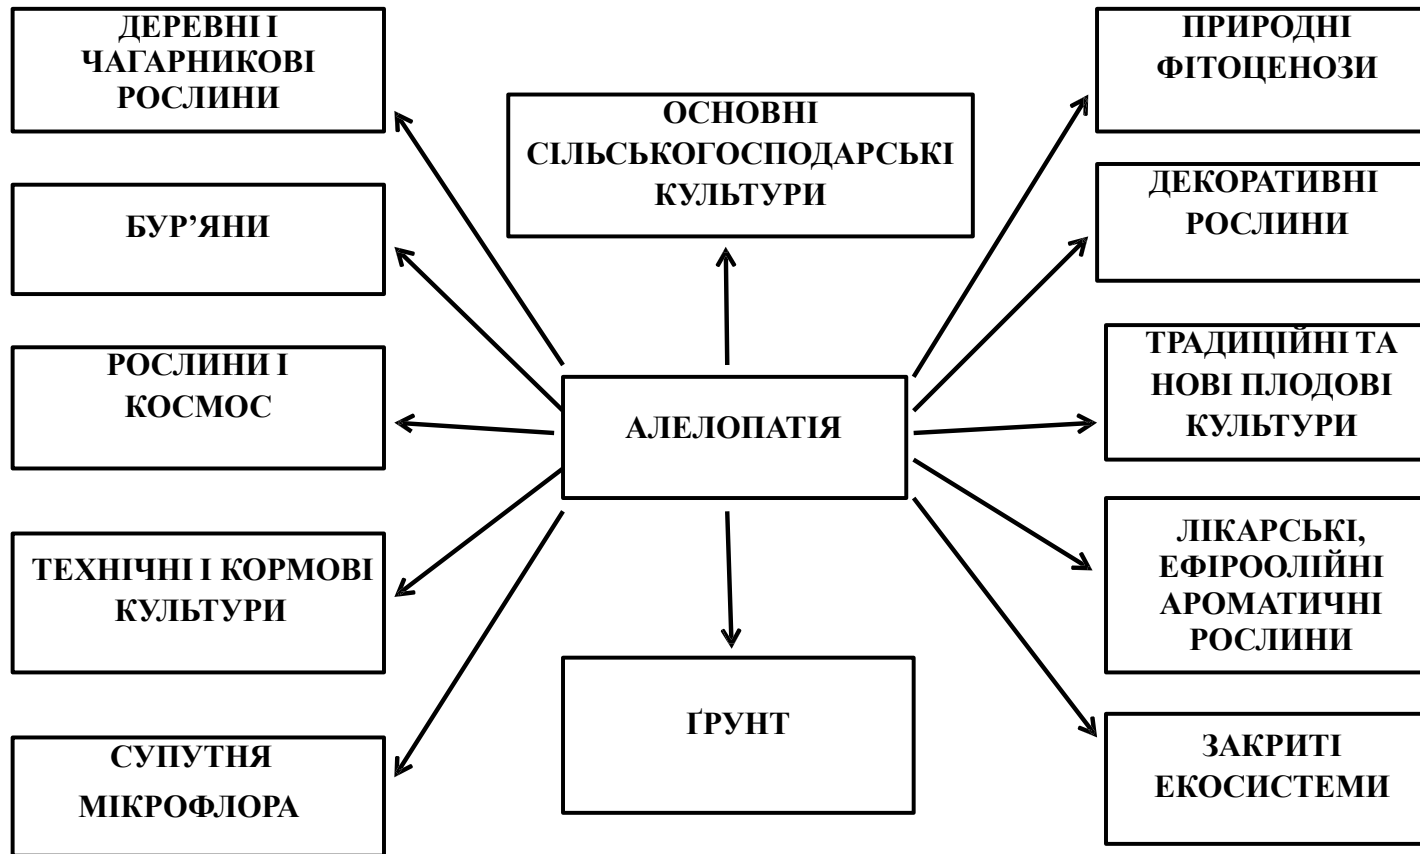 ДЕРЕВНІ І
ЧАГАРНИКОВІ
РОСЛИНИ
БУР’ЯНИ
РОСЛИНИ І
КОСМОС
ТЕХНІЧНІ І КОРМОВІ
КУЛЬТУРИ
СУПУТНЯ
МІКРОФЛОРА
ОСНОВНІ
СІЛЬСЬКОГОСПОДАРСЬКІ
КУЛЬТУРИ
АЛЕЛОПАТІЯ
ҐРУНТ
ПРИРОДНІ
ФІТОЦЕНОЗИ
ДЕКОРАТИВНІ
РОСЛИНИ
ТРАДИЦІЙНІ ТА
НОВІ ПЛОДОВІ
КУЛЬТУРИ
ЛІКАРСЬКІ,
ЕФІРООЛІЙНІ
АРОМАТИЧНІ
РОСЛИНИ
ЗАКРИТІ
ЕКОСИСТЕМИ